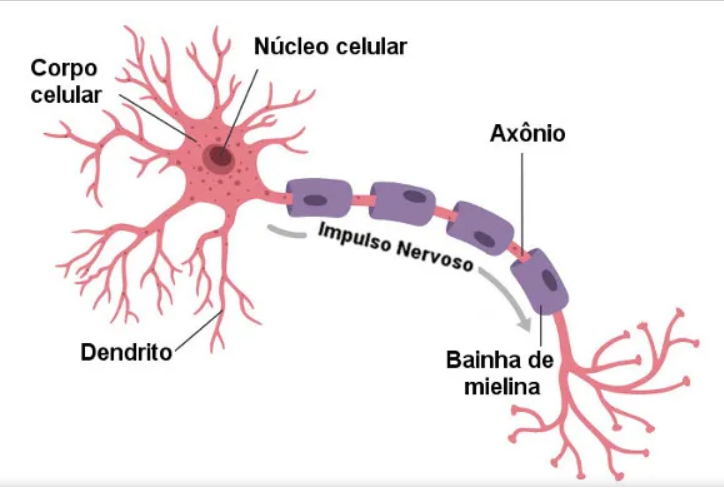 Núcleo celular
Corpo
celular
Axônio
Impulso Nervoso
Dendrito
Bainha de
mielina